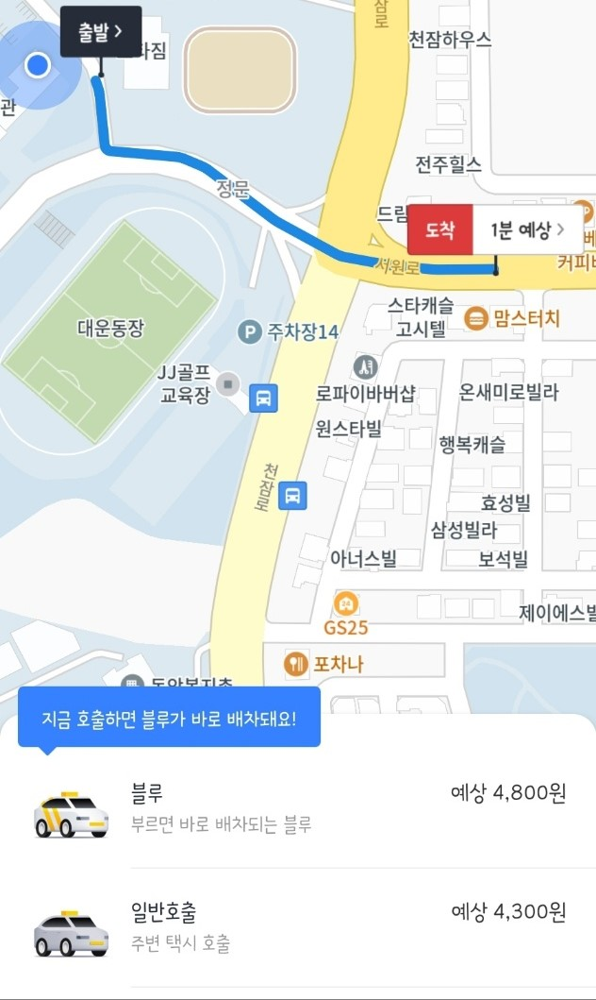 출발 >
타짐
관
삼로
천잠하우스
전주힐스
정문
드림
도착 1분 예상 >
서원로
커피
스타캐슬
고시텔
맘스터치
대운동장
P 주차장14
JJ골프
교육장
로파이바버샵
온새미로빌라
원스타빌
행복캐슬
천잠로
효성빌
삼성빌라
아너스빌
보석빌
24
GS25
제이에스빌
포차나
지금 호출하면 블루가 바로 배차돼요!
블루
예상 4,800원
부르면 바로 배차되는 블루
일반호출
예상 4,300원
주변 택시 호출